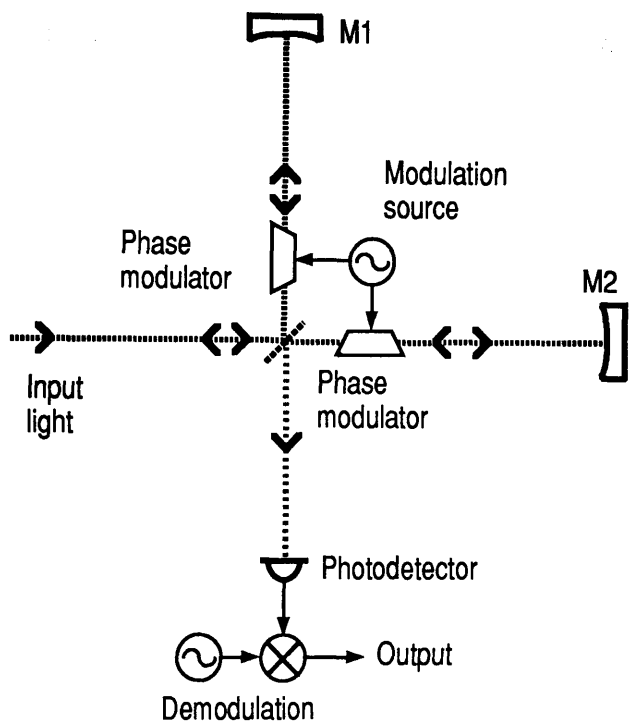 M1
Modulation
source
Phase
modulator
M2
Input
light
Phase
modulator
Photodetector
Output
Demodulation